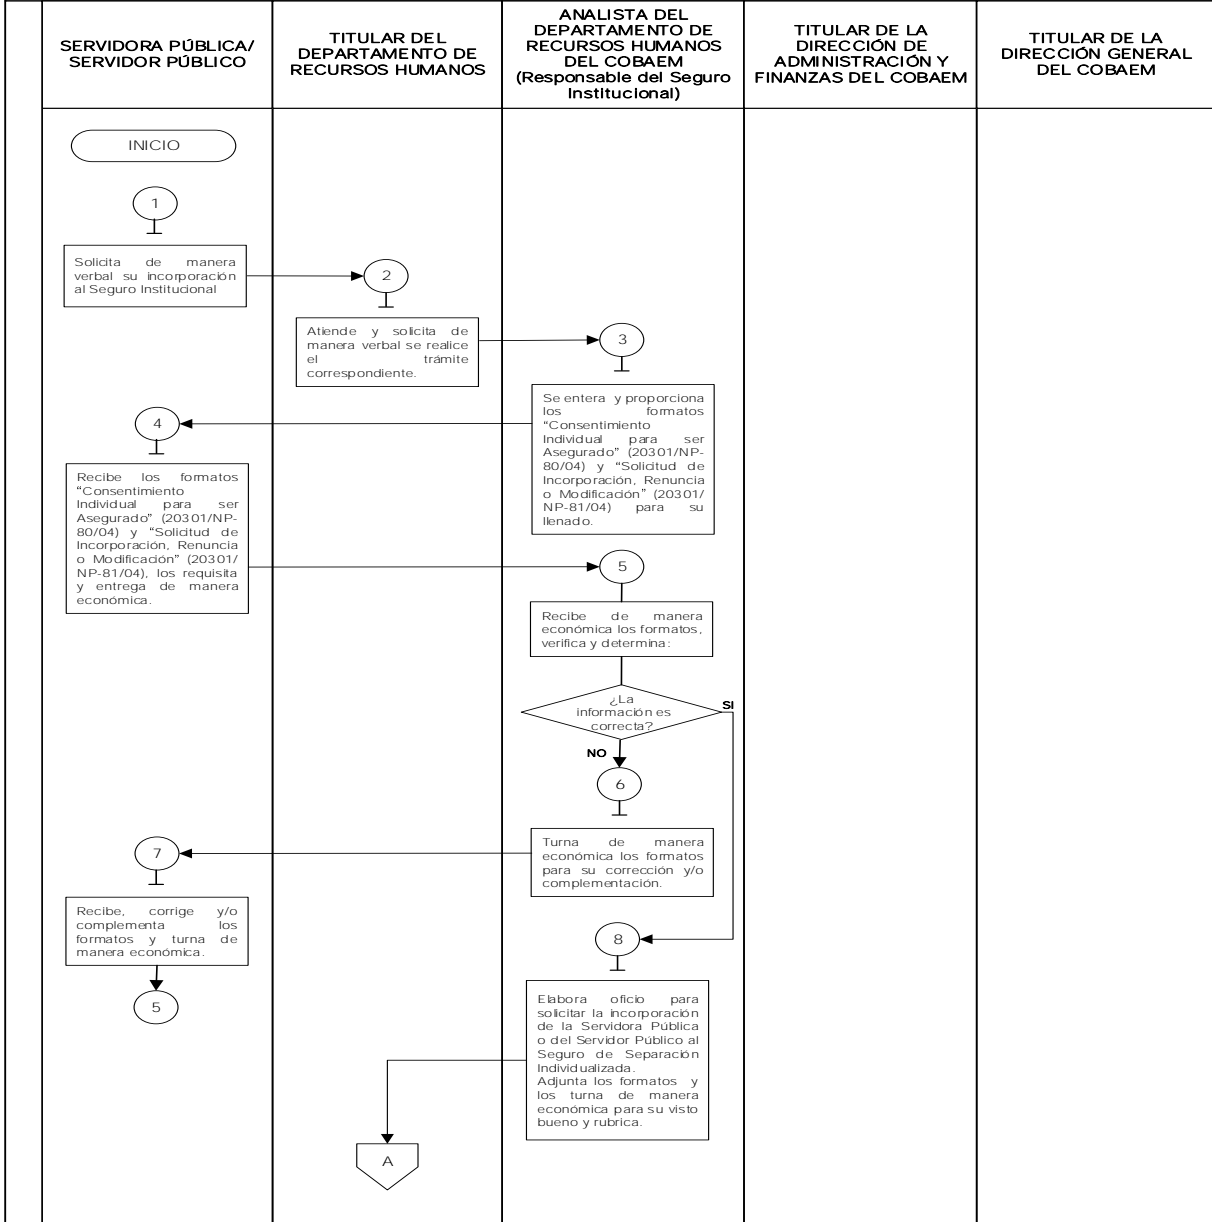 SERVIDORA PÚBLICA/
SERVIDOR PÚBLICO
TITULAR DEL
DEPARTAMENTO DE
RECURSOS HUMANOS
ANALISTA DEL
DEPARTAMENTO DE
RECURSOS HUMANOS
DEL COBAEM
(Responsable del Seguro
Institucional)
TITULAR DE LA
DIRECCIÓN DE
ADMINISTRACIÓN Y
FINANZAS DEL COBAEM
TITULAR DE LA
DIRECCIÓN GENERAL
DEL COBAEM
INICIO
1
Solicita de manera
verbal su incorporación
al Seguro Institucional
2
Atiende y solicita de
manera verbal se realice
el trámite
correspondiente.
3
Se entera y proporciona
los formatos
“Consentimiento
Individual para ser
Asegurado” (20301/NP-
80/04) y “Solicitud de
Incorporación, Renuncia
o Modificación” (20301/
NP-81/04) para su
llenado.
4
Recibe los formatos
“Consentimiento
Individual para ser
Asegurado” (20301/NP-
80/04) y “Solicitud de
Incorporación, Renuncia
o Modificación” (20301/
NP-81/04), los requisita
y entrega de manera
económica.
5
Recibe de manera
económica los formatos,
verifica y determina:
¿La
información es
correcta?
SI
NO
6
Turna de manera
económica los formatos
para su corrección y/o
complementación.
7
Recibe, corrige y/o
complementa los
formatos y turna de
manera económica.
5
8
Elabora oficio para
solicitar la incorporación
de la Servidora Pública
o del Servidor Público al
Seguro de Separación
Individualizada.
Adjunta los formatos y
los turna de manera
económica para su visto
bueno y rubrica.
A